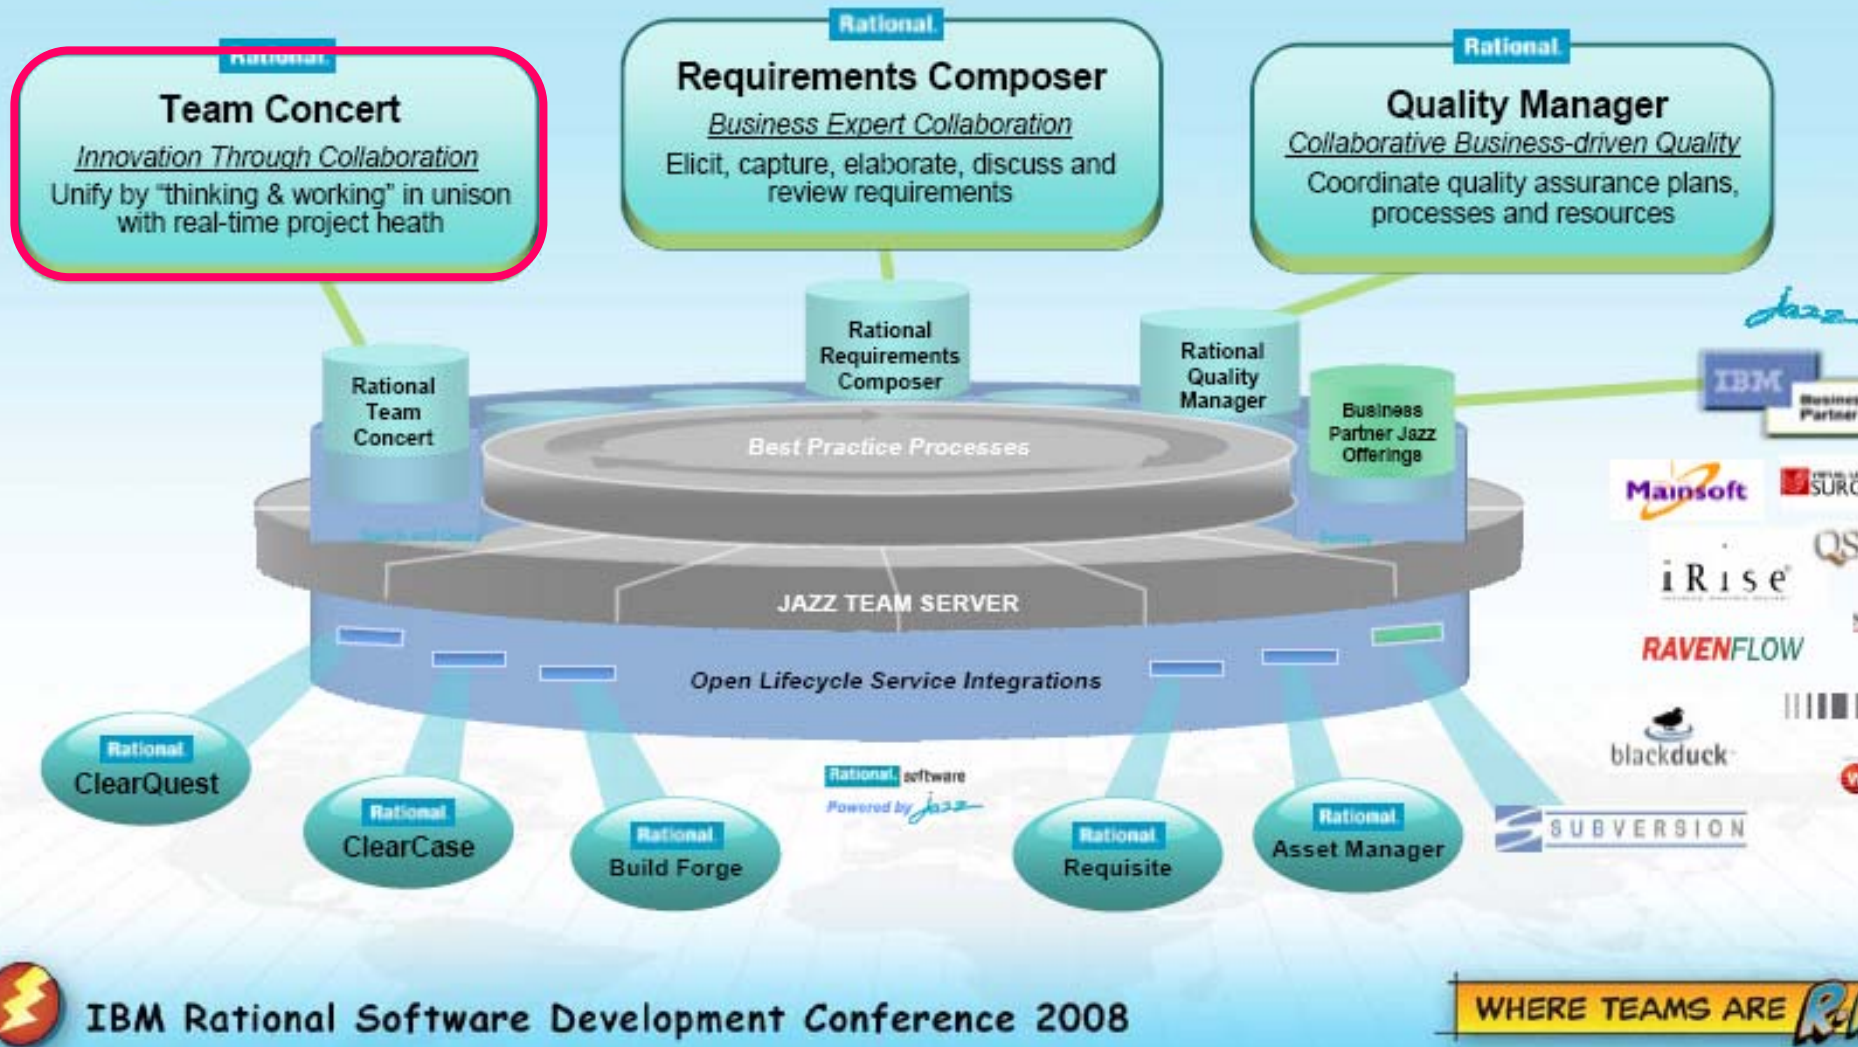 Rational.
Team Concert
Innovation Through Collaboration
Unify by "thinking & working" in unison
with real-time project heath
Rational.
Requirements Composer
Business Expert Collaboration
Elicit, capture, elaborate, discuss and
review requirements
Rational.
Quality Manager
Collaborative Business-driven Quality
Coordinate quality assurance plans,
processes and resources
Jazz
Rational
Team
Concert
Rational
Requirements
Composer
Rational
Quality
Manager
Business
Partner Jazz
Offerings
IBM
Partner
Best Practice Processes
Mainsoft
iRise
JAZZ TEAM SERVER
RAVENFLOW
Open Lifecycle Service Integrations
blackduck
Rational.
ClearQuest
Rational.
ClearCase
Rational.
Build Forge
Rational. software
Powered by Jazz
Rational.
Requisite
Rational.
Asset Manager
SUBVERSION
IBM Rational Software Development Conference 2008
WHERE TEAMS ARE